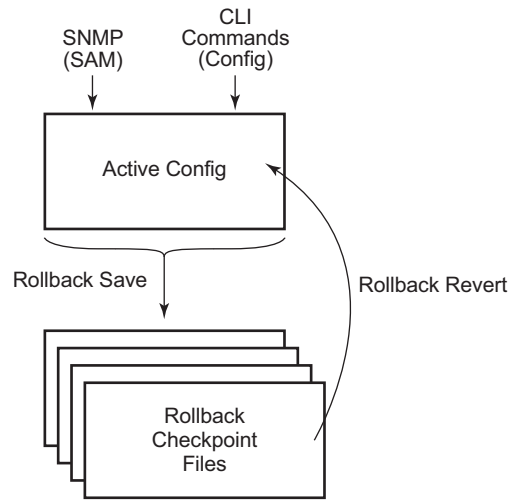 SNMP
(SAM)
CLI
Commands
(Config)
Active Config
Rollback Save
Rollback Revert
Rollback
Checkpoint
Files